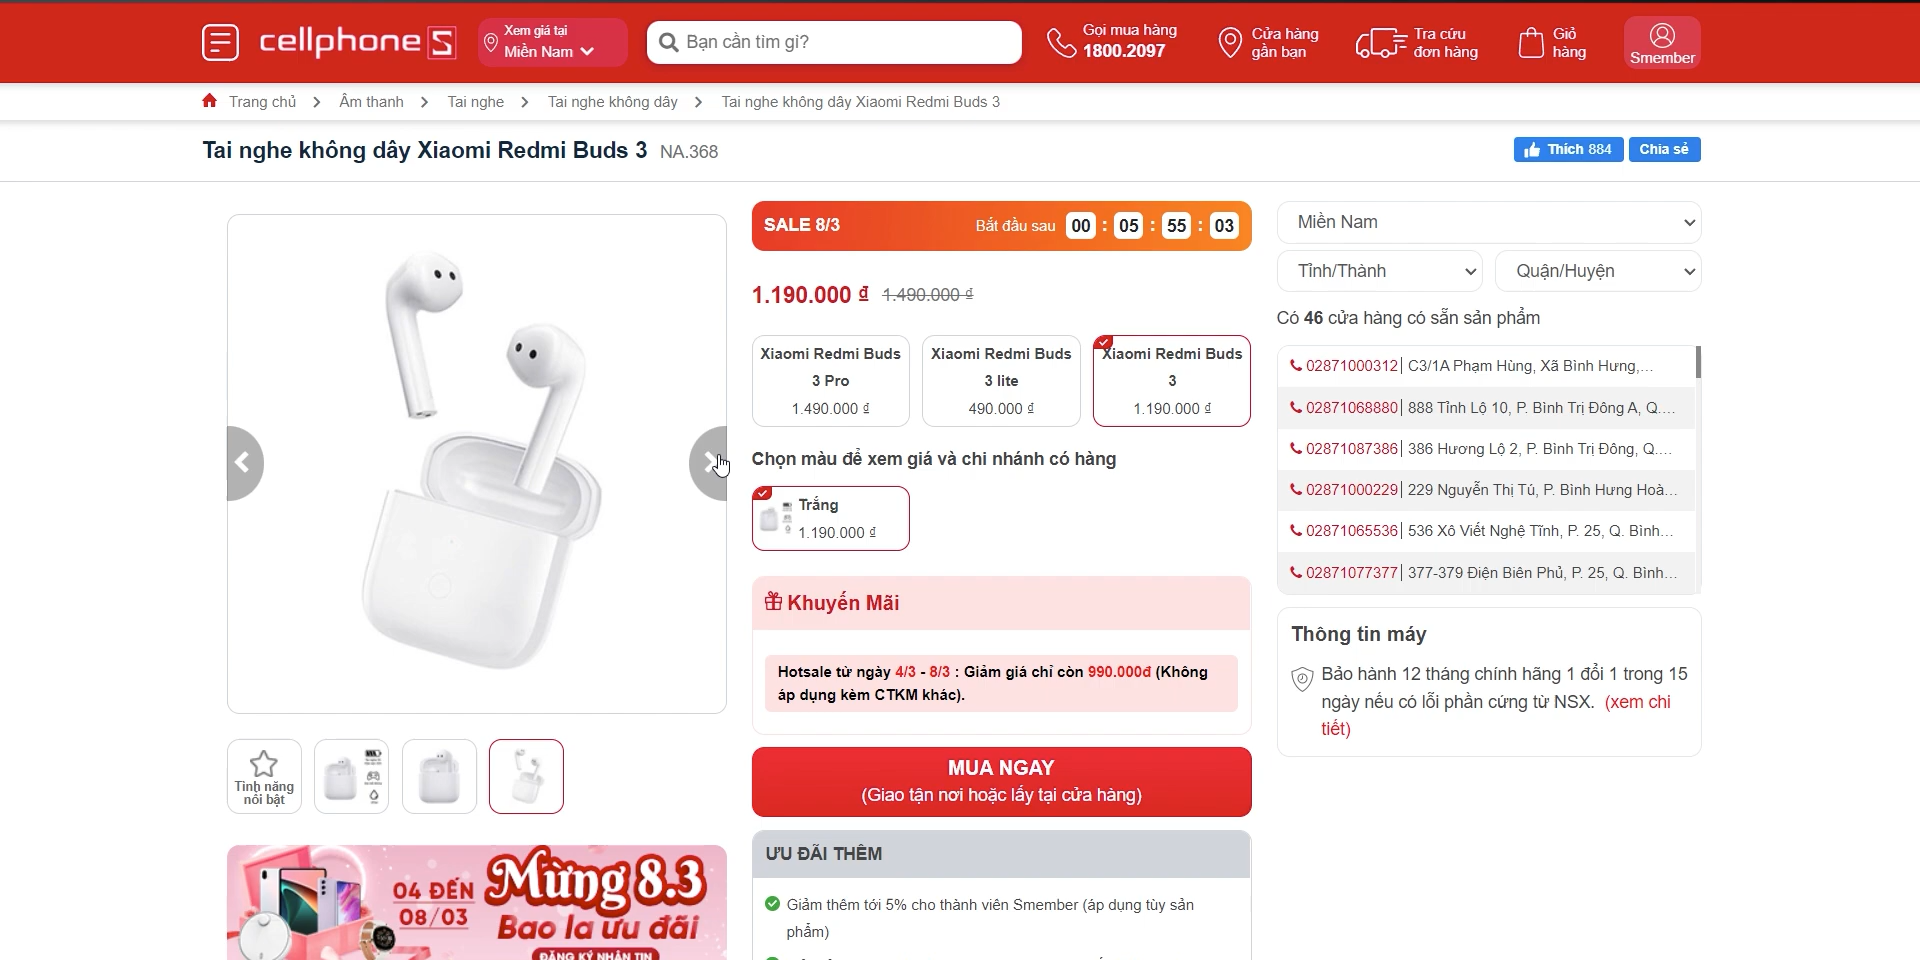 cellphoneS
Xem giá tại
Miền Nam
Bạn cần tìm gì?
Gọi mua hàng
1800.2097
Cửa hàng
gần bạn
Tra cứu
đơn hàng
Giỏ
hàng
Smember
Trang chủ
Âm thanh
Tai nghe
Tai nghe không dây
Tai nghe không dây Xiaomi Redmi Buds 3
Tai nghe không dây Xiaomi Redmi Buds 3 NA.368
Thích 884
Chia sẻ
SALE 8/3
Bắt đầu sau 00 : 05 : 55 : 03
1.190.000 ₫ 1.490.000 ₫
Xiaomi Redmi Buds
3 Pro
1.490.000 ₫
Xiaomi Redmi Buds
3 lite
490.000 ₫
Xiaomi Redmi Buds
3
1.190.000 ₫
Chọn màu để xem giá và chi nhánh có hàng
Trắng
1.190.000 ₫
Khuyến Mãi
Hotsale từ ngày 4/3 - 8/3 : Giảm giá chỉ còn 990.000đ (Không
áp dụng kèm CTKM khác).
MUA NGAY
(Giao tận nơi hoặc lấy tại cửa hàng)
ƯU ĐÃI THÊM
Giảm thêm tới 5% cho thành viên Smember (áp dụng tùy sản
phẩm)
Miền Nam
Tỉnh/Thành
Quận/Huyện
Có 46 cửa hàng có sẵn sản phẩm
02871000312| C3/1A Phạm Hùng, Xã Bình Hưng,...
02871068880| 888 Tỉnh Lộ 10, P. Bình Trị Đông A, Q....
02871087386| 386 Hương Lộ 2, P. Bình Trị Đông, Q....
02871000229| 229 Nguyễn Thị Tú, P. Bình Hưng Hoà...
02871065536| 536 Xô Viết Nghệ Tĩnh, P. 25, Q. Bình...
02871077377| 377-379 Điện Biên Phủ, P. 25, Q. Bình...
Thông tin máy
Bảo hành 12 tháng chính hãng 1 đổi 1 trong 15
ngày nếu có lỗi phần cứng từ NSX. (xem chi
tiết)
Tính năng
nổi bật
04 ĐẾN
08/03
Mừng 8.3
Bao la ưu đãi
ĐĂNG KÝ NHẬN TIN